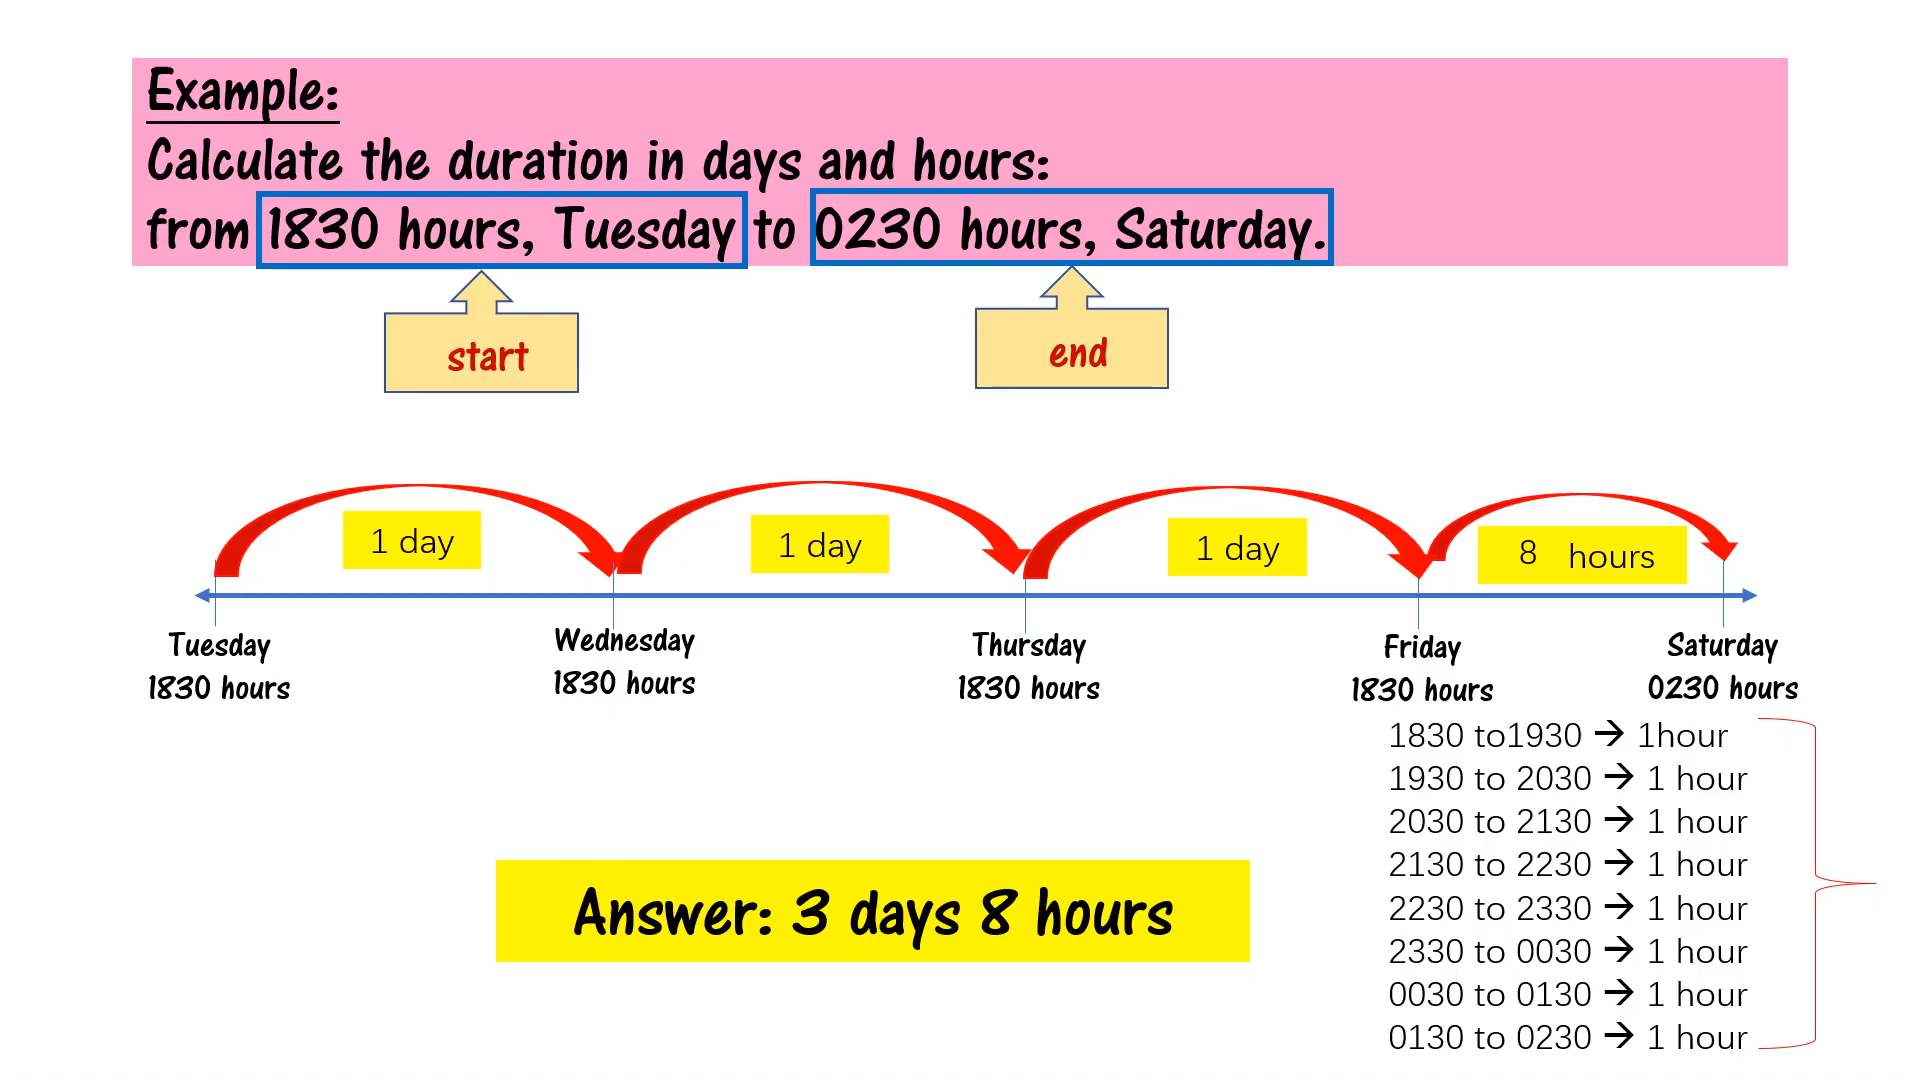 Example:
Calculate the duration in days and hours:
from 1830 hours, Tuesday to 0230 hours, Saturday.
start
end
1 day
1 day
1 day
8 hours
Tuesday
1830 hours
Wednesday
1830 hours
Thursday
1830 hours
Friday
1830 hours
Saturday
0230 hours
1830 to1930 → 1hour
1930 to 2030 → 1 hour
2030 to 2130 → 1 hour
2130 to 2230 → 1 hour
2230 to 2330 → 1 hour
2330 to 0030 → 1 hour
0030 to 0130 → 1 hour
0130 to 0230 → 1 hour
Answer: 3 days 8 hours